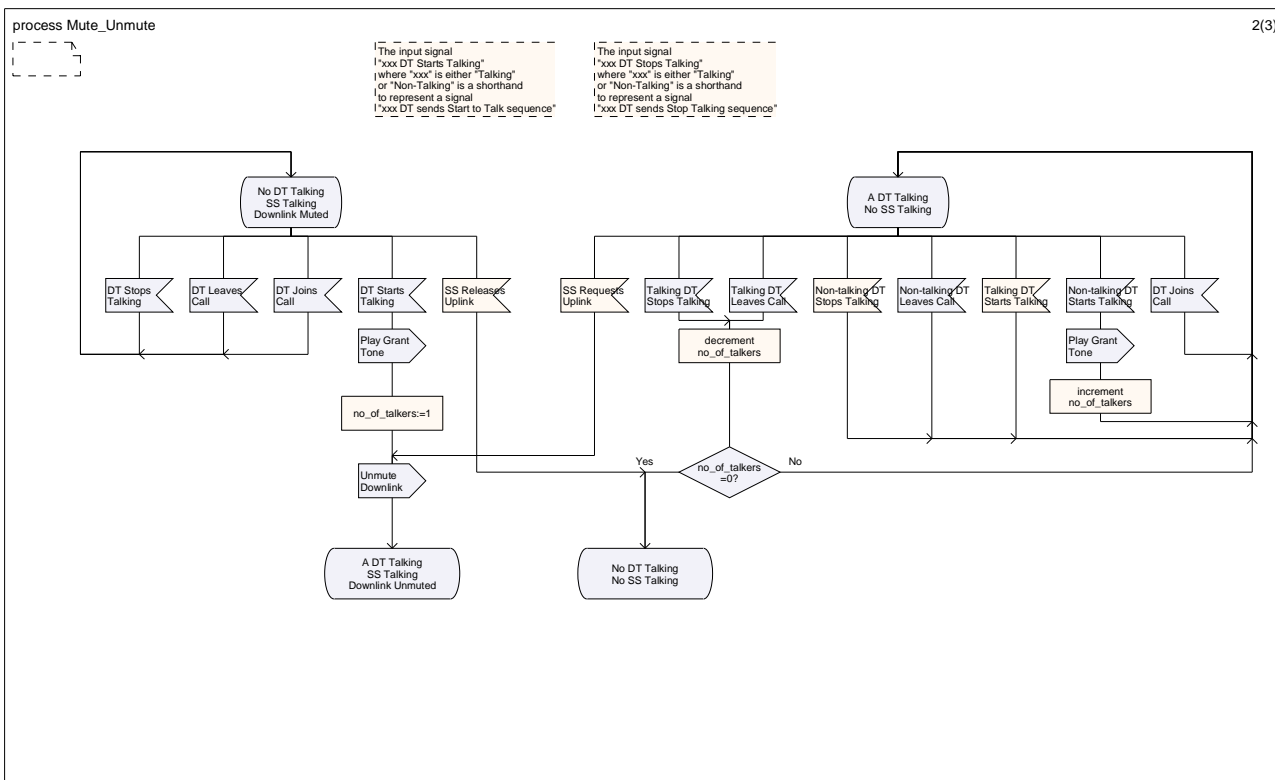 process Mute_Unmute
2(3)
The input signal
"xxx DT Starts Talking"
where "xxx" is either "Talking"
or "Non-Talking" is a shorthand
to represent a signal
"xxx DT sends Start to Talk sequence"
The input signal
"xxx DT Stops Talking"
where "xxx" is either "Talking"
or "Non-Talking" is a shorthand
to represent a signal
"xxx DT sends Stop Talking sequence"
No DT Talking
SS Talking
Downlink Muted
A DT Talking
No SS Talking
DT Stops
Talking
DT Leaves
Call
DT Joins
Call
DT Starts
Talking
SS Releases
Uplink
SS Requests
Uplink
Talking DT
Stops Talking
Talking DT
Leaves Call
Non-talking DT
Stops Talking
Non-talking DT
Leaves Call
Talking DT
Starts Talking
Non-talking DT
Starts Talking
DT Joins
Call
Play Grant
Tone
decrement
no_of_talkers
Play Grant
Tone
no_of_talkers:=1
increment
no_of_talkers
Unmute
Downlink
Yes
no_of_talkers
=0?
No
A DT Talking
SS Talking
Downlink Unmuted
No DT Talking
No SS Talking